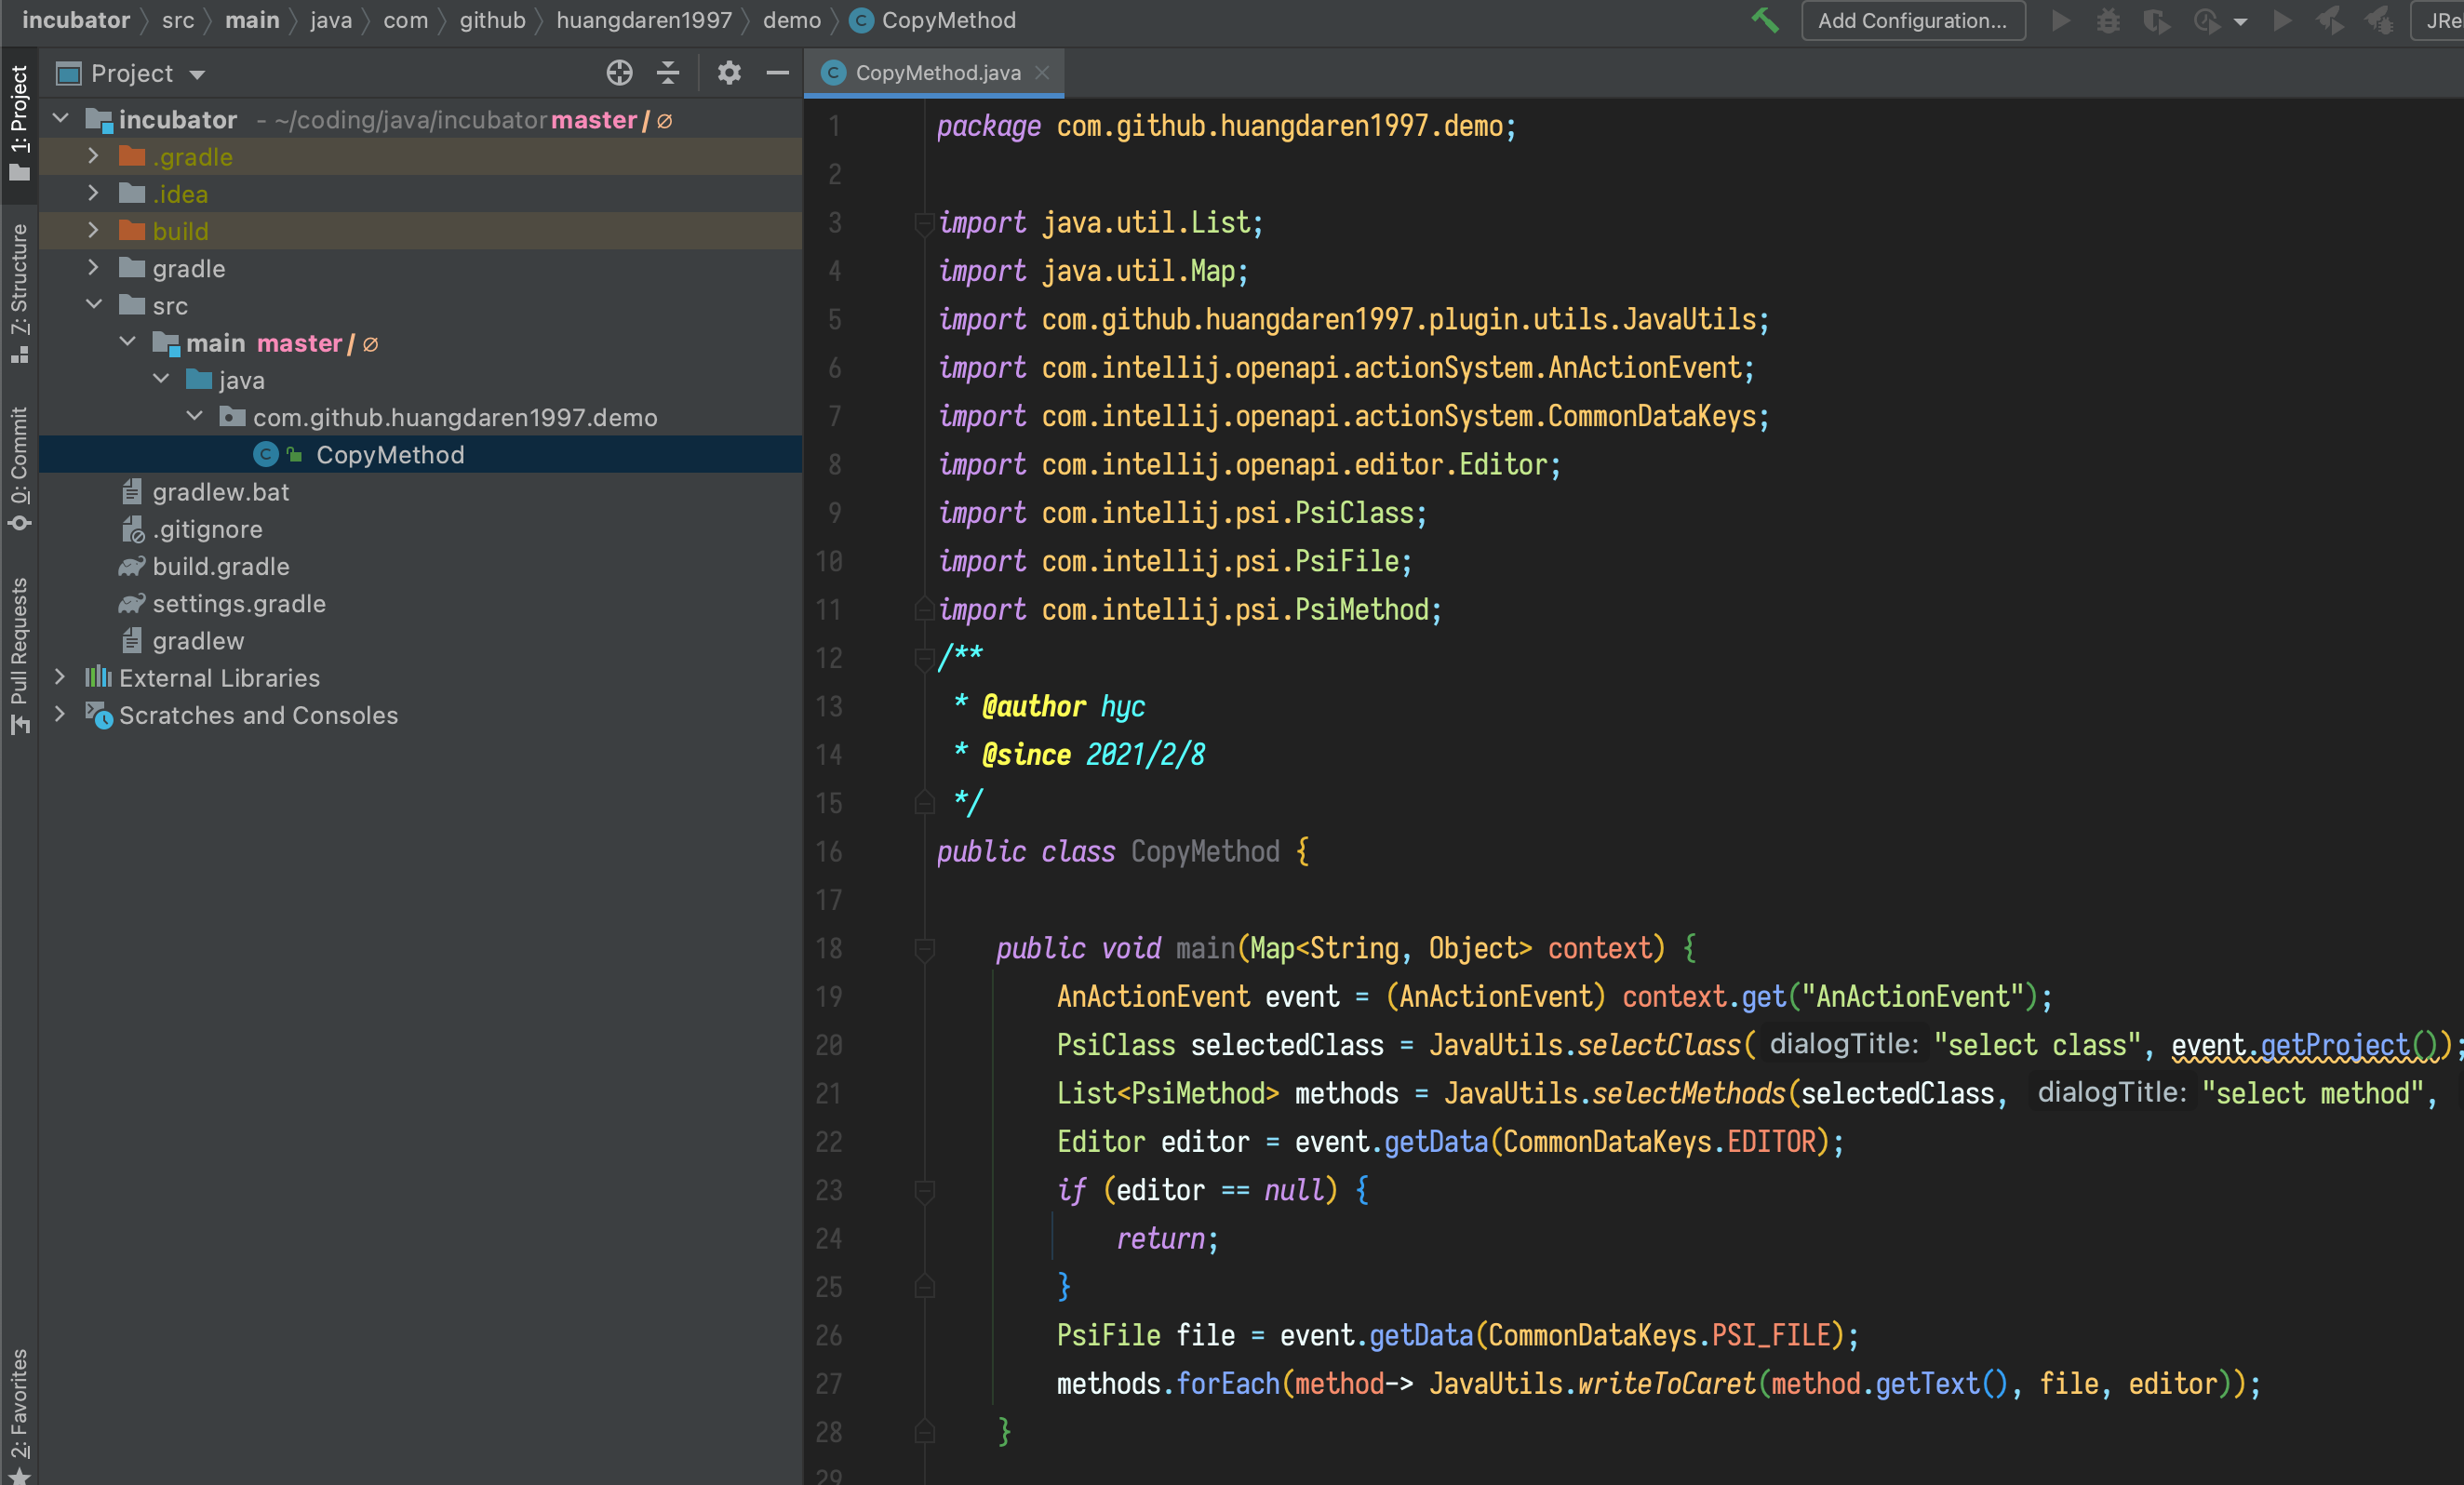 incubator src main java com github huangdaren1997 demo CopyMethod
Add Configuration...
1: Project
7: Structure
0: Commit
Pull Requests
2: Favorites
Project
incubator - ~/coding/java/incubator master / ∅
.gradle
.idea
build
gradle
src
main master / ∅
java
com.github.huangdaren1997.demo
CopyMethod
gradlew.bat
.gitignore
build.gradle
settings.gradle
gradlew
External Libraries
Scratches and Consoles
CopyMethod.java
1 package com.github.huangdaren1997.demo;
2
3 import java.util.List;
4 import java.util.Map;
5 import com.github.huangdaren1997.plugin.utils.JavaUtils;
6 import com.intellij.openapi.actionSystem.AnActionEvent;
7 import com.intellij.openapi.actionSystem.CommonDataKeys;
8 import com.intellij.openapi.editor.Editor;
9 import com.intellij.psi.PsiClass;
10 import com.intellij.psi.PsiFile;
11 import com.intellij.psi.PsiMethod;
12 /**
13 * @author hyc
14 * @since 2021/2/8
15 */
16 public class CopyMethod {
17
18 public void main(Map<String, Object> context) {
19 AnActionEvent event = (AnActionEvent) context.get("AnActionEvent");
20 PsiClass selectedClass = JavaUtils.selectClass( dialogTitle: "select class", event.getProject());
21 List<PsiMethod> methods = JavaUtils.selectMethods(selectedClass, dialogTitle: "select method",
22 Editor editor = event.getData(CommonDataKeys.EDITOR);
23 if (editor == null) {
24 return;
25 }
26 PsiFile file = event.getData(CommonDataKeys.PSI_FILE);
27 methods.forEach(method-> JavaUtils.writeToCaret(method.getText(), file, editor));
28 }
29